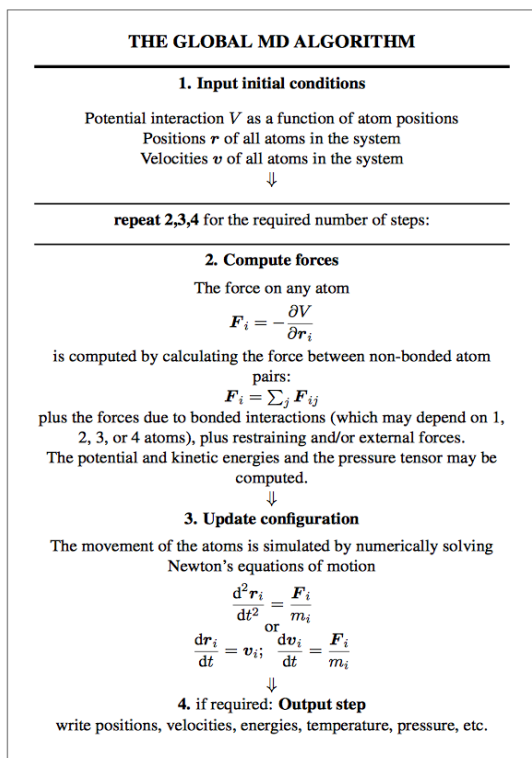 THE GLOBAL MD ALGORITHM
1. Input initial conditions
Potential interaction V as a function of atom positions
Positions r of all atoms in the system
Velocities v of all atoms in the system
⇓
repeat 2,3,4 for the required number of steps:
2. Compute forces
The force on any atom
F_i = −∂V/∂r_i
is computed by calculating the force between non-bonded atom
pairs:
F_i = ∑_j F_ij
plus the forces due to bonded interactions (which may depend on 1,
2, 3, or 4 atoms), plus restraining and/or external forces.
The potential and kinetic energies and the pressure tensor may be
computed.
⇓
3. Update configuration
The movement of the atoms is simulated by numerically solving
Newton's equations of motion
d²r_i/dt² = F_i/m_i
or
dr_i/dt = v_i; dv_i/dt = F_i/m_i
⇓
4. if required: Output step
write positions, velocities, energies, temperature, pressure, etc.